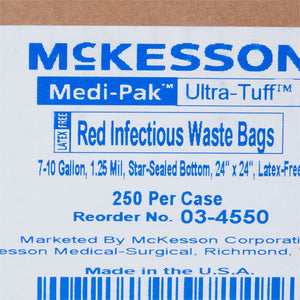 McKESSON
Medi-Pak™ Ultra-Tuff™
LATEX FREE
Red Infectious Waste Bags
7-10 Gallon, 1.25 Mil, Star-Sealed Bottom, 24" x 24", Latex-Free
250 Per Case
Reorder No. 03-4550
Marketed By McKesson Corporati
esson Medical-Surgical, Richmond,
Made in the U.S.A.